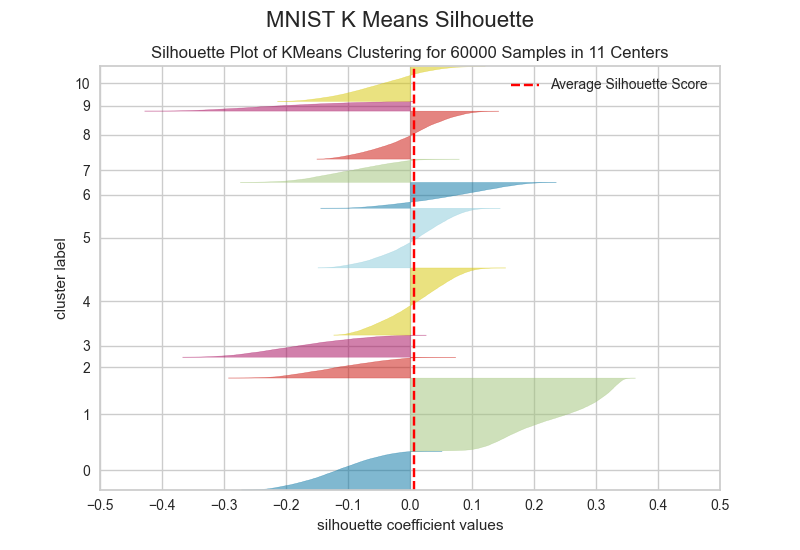 MNIST K Means Silhouette
Silhouette Plot of KMeans Clustering for 60000 Samples in 11 Centers
Average Silhouette Score
cluster label
10
9
8
7
6
5
4
3
2
1
0
−0.5 −0.4 −0.3 −0.2 −0.1 0.0 0.1 0.2 0.3 0.4 0.5
silhouette coefficient values